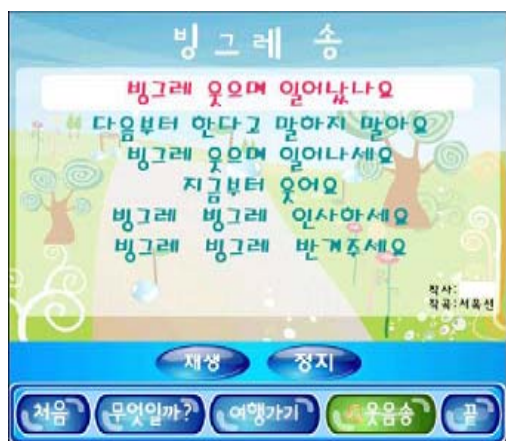 빙그레 송
빙그레 웃으며 일어났나요
다음부터 한다고 말하지 말아요
빙그레 웃으며 일어나세요
지금부터 웃어요
빙그레 빙그레 인사하세요
빙그레 빙그레 반겨주세요
작사:
작곡:서옥선
재생 정지
처음 무엇일까? 여행가기 웃음송 끝